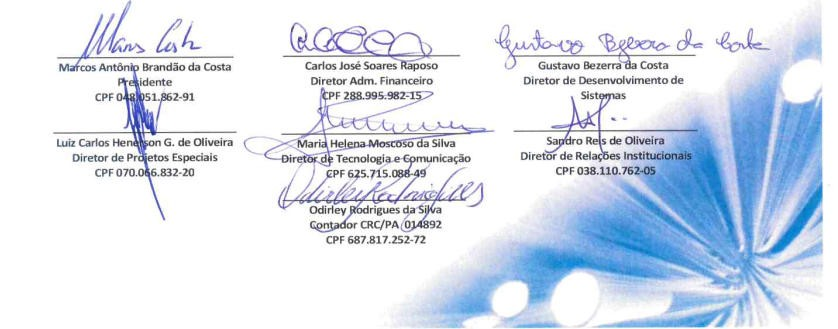 Marcos Antônio Brandão da Costa
Presidente
CPF 048.051.862-91
Carlos José Soares Raposo
Diretor Adm. Financeiro
CPF 288.995.982-15
Gustavo Bezerra da Costa
Gustavo Bezerra da Costa
Diretor de Desenvolvimento de
Sistemas
Luiz Carlos Henerson G. de Oliveira
Diretor de Projetos Especiais
CPF 070.066.832-20
Maria Helena Moscoso da Silva
Diretor de Tecnologia e Comunicação
CPF 625.715.088-49
Sandro Reis de Oliveira
Diretor de Relações Institucionais
CPF 038.110.762-05
Odirley Rodrigues
Odirley Rodrigues da Silva
Contador CRC/PA 014892
CPF 687.817.252-72